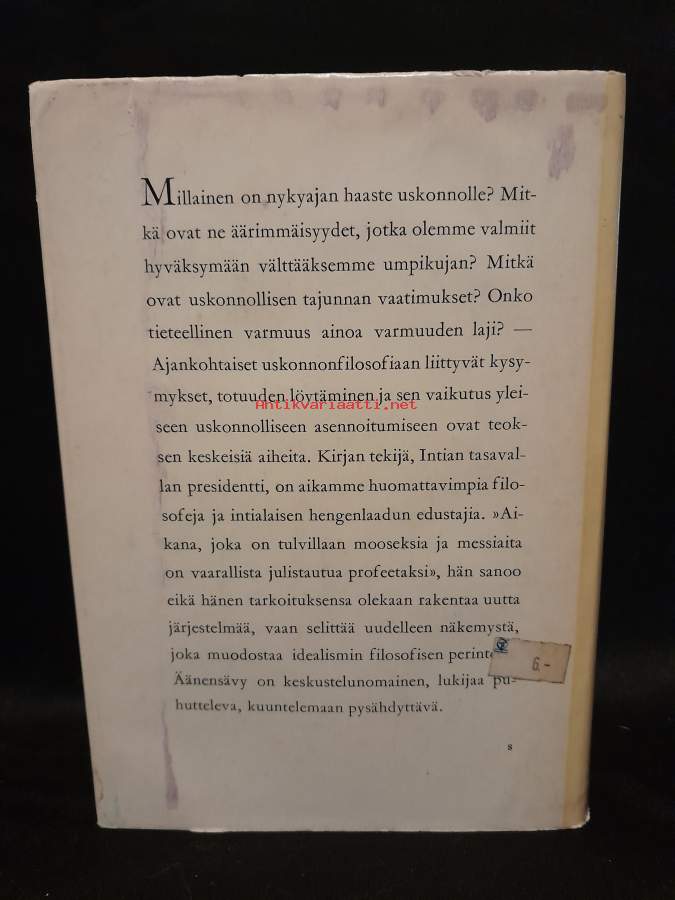 Millainen on nykyajan haaste uskonnolle? Mit-
kä ovat ne äärimmäisyydet, jotka olemme valmiit
hyväksymään välttääksemme umpikujan? Mitkä
ovat uskonnollisen tajunnan vaatimukset? Onko
tieteellinen varmuus ainoa varmuuden laji? —
Ajankohtaiset uskonnonfilosofiaan liittyvät kysy-
mykset, totuuden löytäminen ja sen vaikutus ylei-
Antikvariaatti.net
seen uskonnolliseen asennoitumiseen ovat teok-
sen keskeisiä aiheita. Kirjan tekijä, Intian tasaval-
lan presidentti, on aikamme huomattavimpia filo-
sofeja ja intialaisen hengenlaadun edustajia. »Ai-
kana, joka on tulvillaan mooseksia ja messiaita
on vaarallista julistautua profeetaksi», hän sanoo
eikä hänen tarkoituksensa olekaan rakentaa uutta
järjestelmää, vaan selittää uudelleen näkemystä,
joka muodostaa idealismin filosofisen
6.-
Äänensävy on keskustelunomainen, lukijaa pu-
hutteleva, kuuntelemaan pysähdyttävä.
8